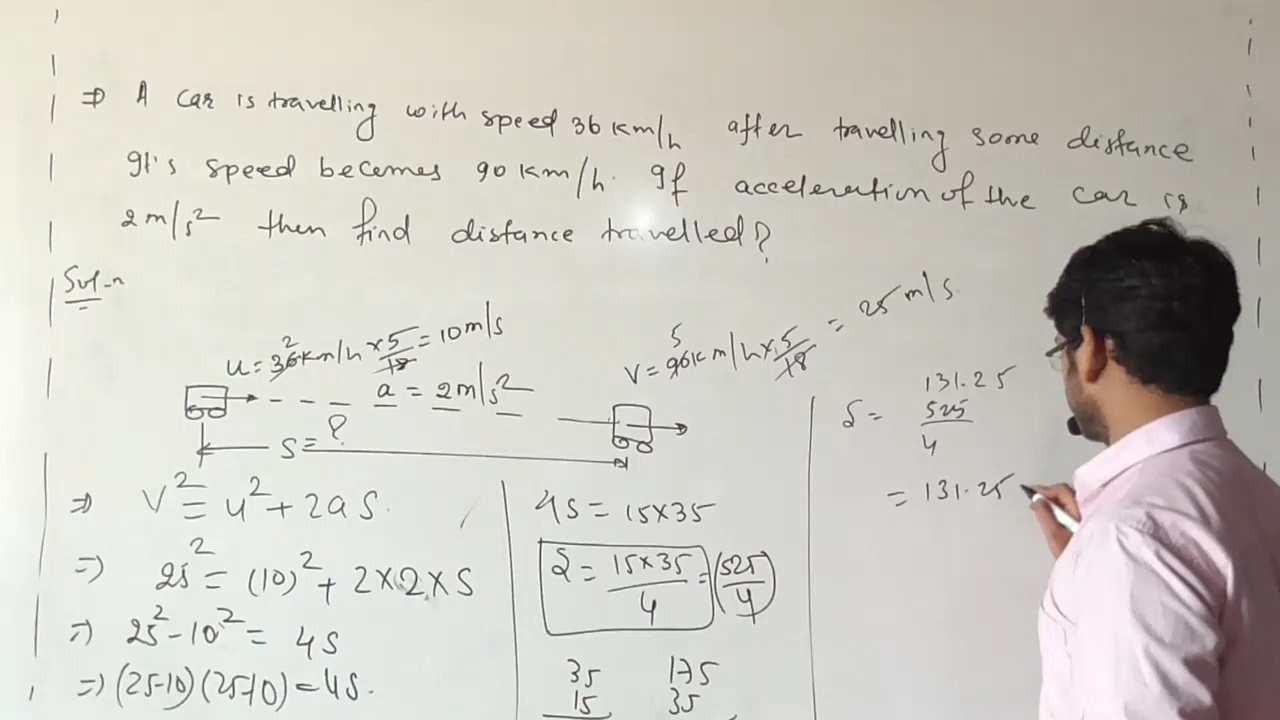 ⇒ A car is travelling with speed 36 km/h after travelling some distance
It's speed becomes 90 km/h. If acceleration of the car is
2 m/s² then find distance travelled?
Sol-n
u = 36 km/h × 5/18 = 10 m/s
v = 90 km/h × 5/18 = 25 m/s.
2
5
a = 2 m/s²
S = ?
⇒ V² = u² + 2as.
⇒ 25² = (10)² + 2×2×S
⇒ 25² - 10² = 4S
⇒ (25-10)(25+10) = 4S.
4S = 15×35
S = 15×35/4 = (525/4)
35 175
15 35
131.25
S = 525/4
= 131.25